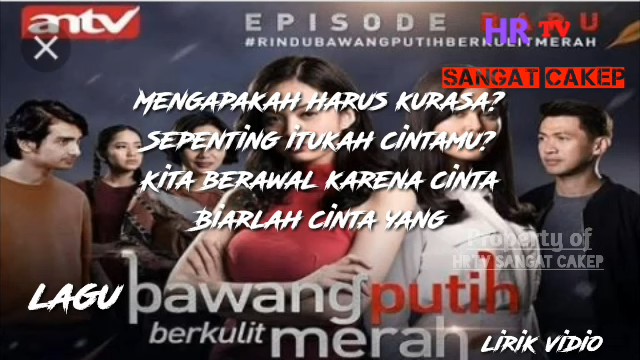 antv
EPISODE BARU
#RINDUBAWANGPUTIHBERKULITMERAH
HR TV
SANGAT CAKEP
MENGAPAKAH HARUS KURASA?
SEPENTING ITUKAH CINTAMU?
KITA BERAWAL KARENA CINTA
BIARLAH CINTA YANG
Property of
HRTV SANGAT CAKEP
LAGU
bawang putih
berkulit merah
LIRIK VIDIO